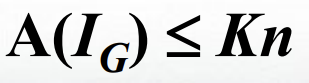 A(I_G) ≤ Kn